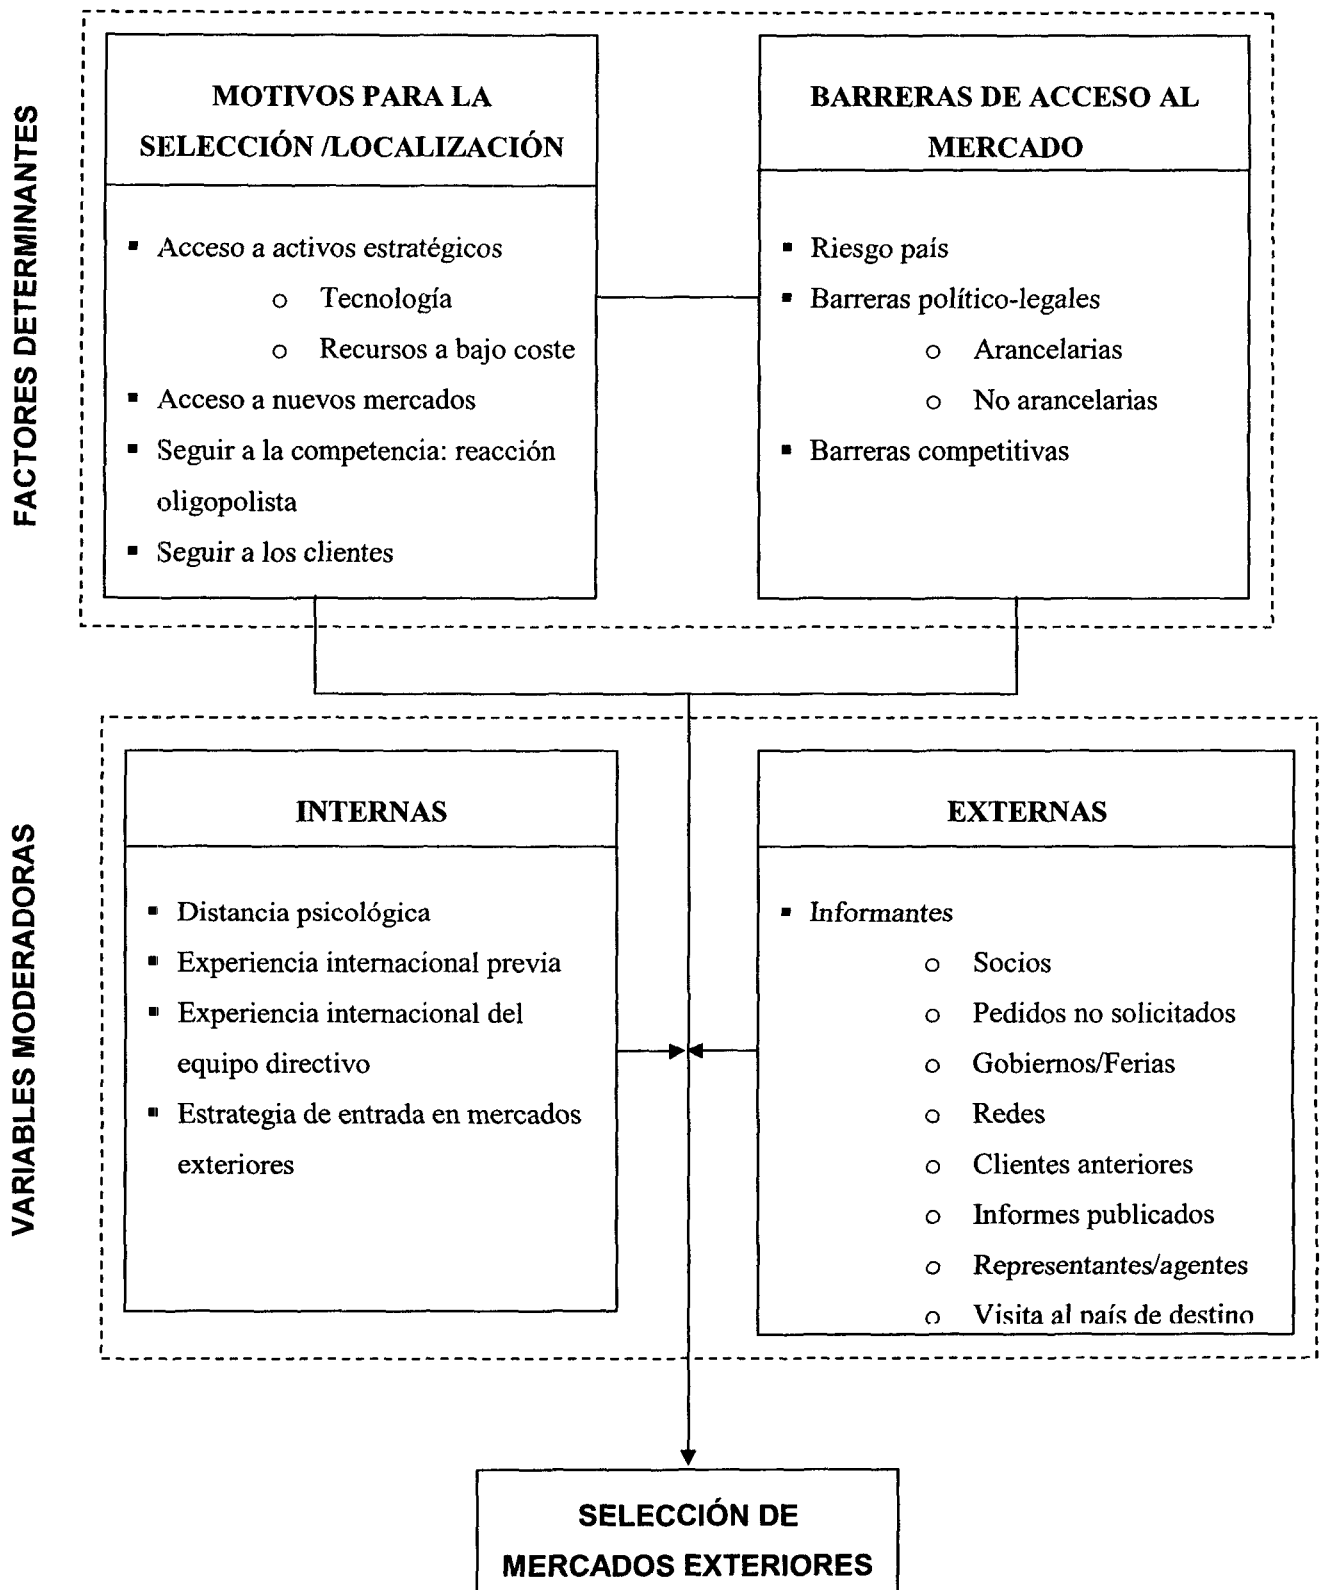 FACTORES DETERMINANTES
MOTIVOS PARA LA
SELECCIÓN /LOCALIZACIÓN
▪ Acceso a activos estratégicos
o Tecnología
o Recursos a bajo coste
▪ Acceso a nuevos mercados
▪ Seguir a la competencia: reacción
oligopolista
▪ Seguir a los clientes
BARRERAS DE ACCESO AL
MERCADO
▪ Riesgo país
▪ Barreras político-legales
o Arancelarias
o No arancelarias
▪ Barreras competitivas
VARIABLES MODERADORAS
INTERNAS
▪ Distancia psicológica
▪ Experiencia internacional previa
▪ Experiencia internacional del
equipo directivo
▪ Estrategia de entrada en mercados
exteriores
EXTERNAS
▪ Informantes
o Socios
o Pedidos no solicitados
o Gobiernos/Ferias
o Redes
o Clientes anteriores
o Informes publicados
o Representantes/agentes
o Visita al país de destino
SELECCIÓN DE
MERCADOS EXTERIORES